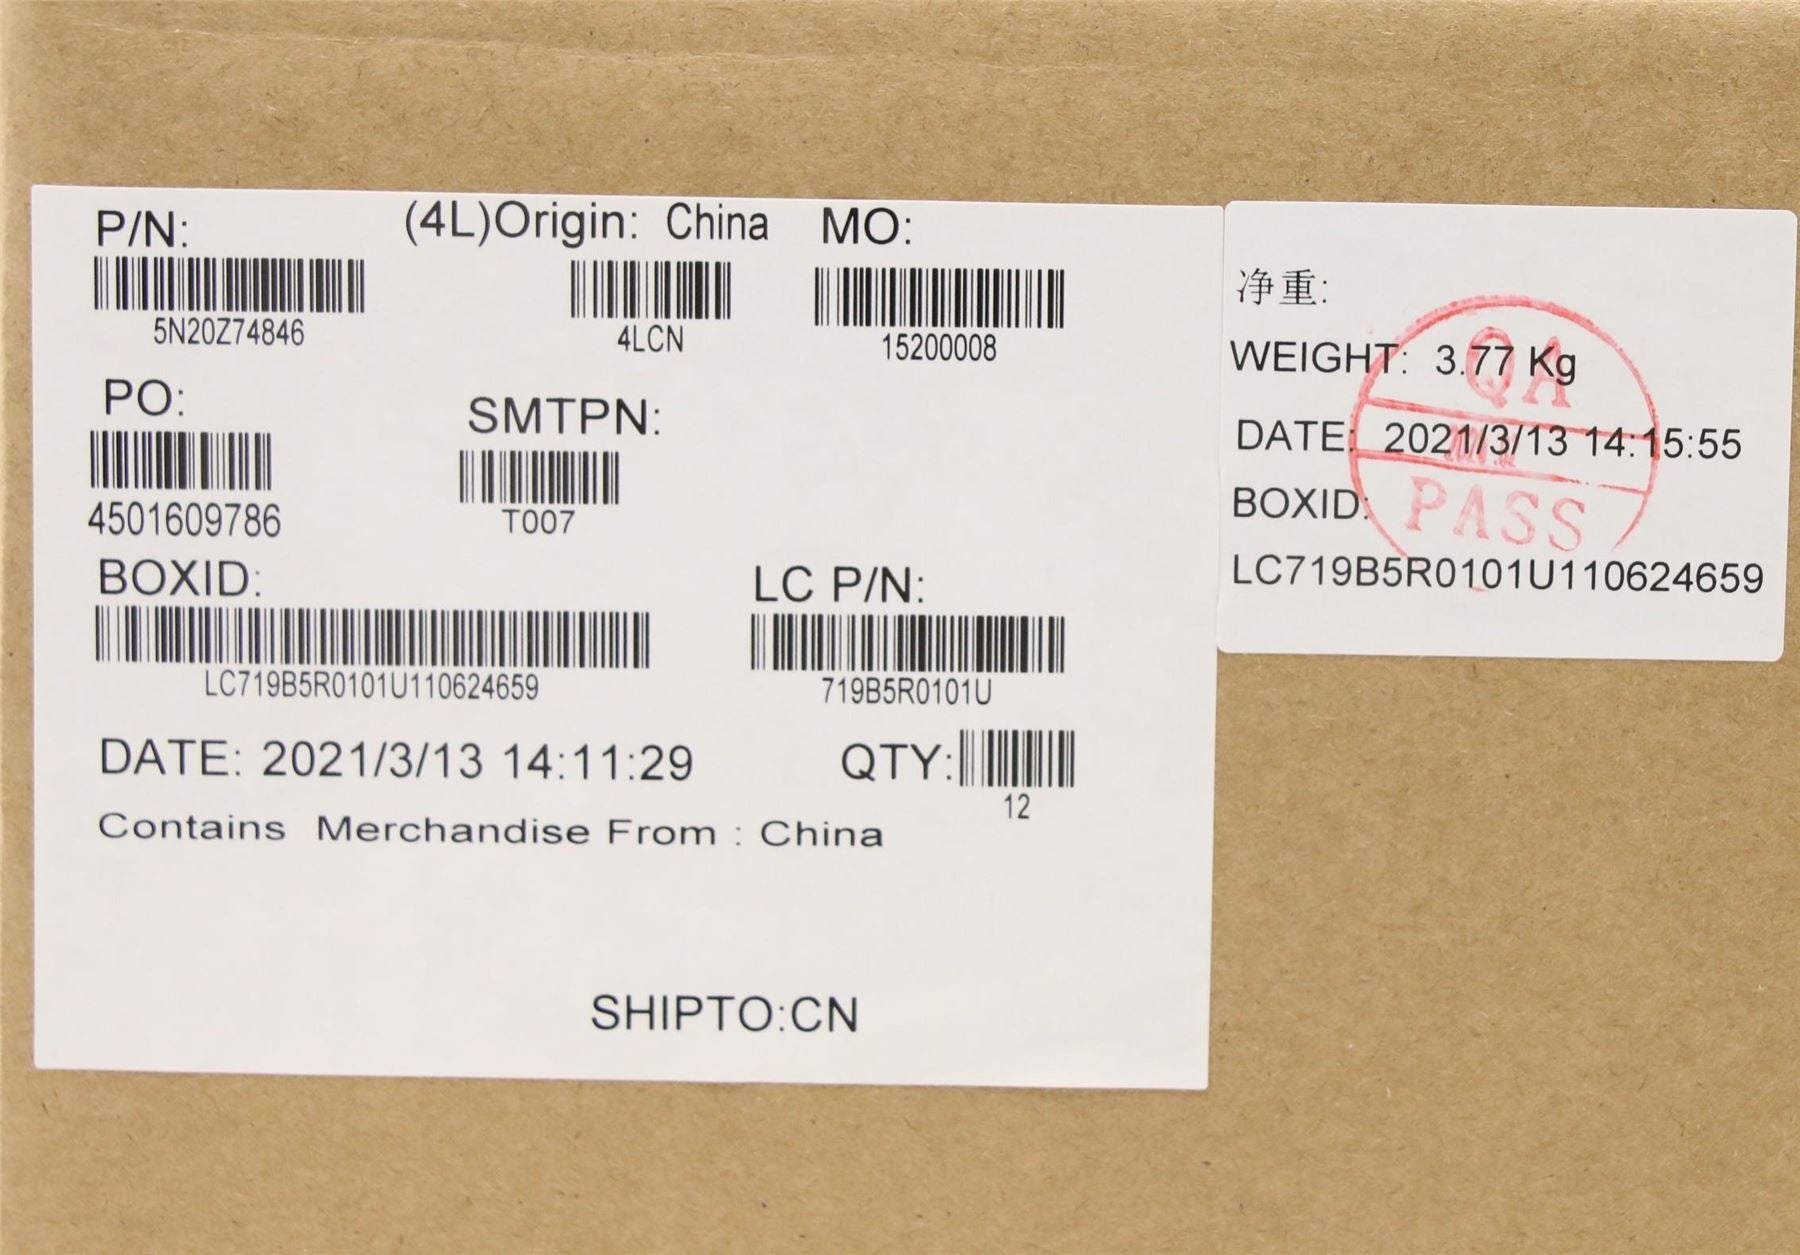 P/N: (4L)Origin: China MO:
5N20Z74846 4LCN 15200008
PO: SMTPN:
4501609786 T007
BOXID: LC P/N:
LC719B5R0101U110624659 719B5R0101U
DATE: 2021/3/13 14:11:29 QTY:
12
Contains Merchandise From : China
SHIPTO:CN
净重:
WEIGHT: 3.77 Kg
DATE: 2021/3/13 14:15:55
BOXID:
LC719B5R0101U110624659
QA
PASS